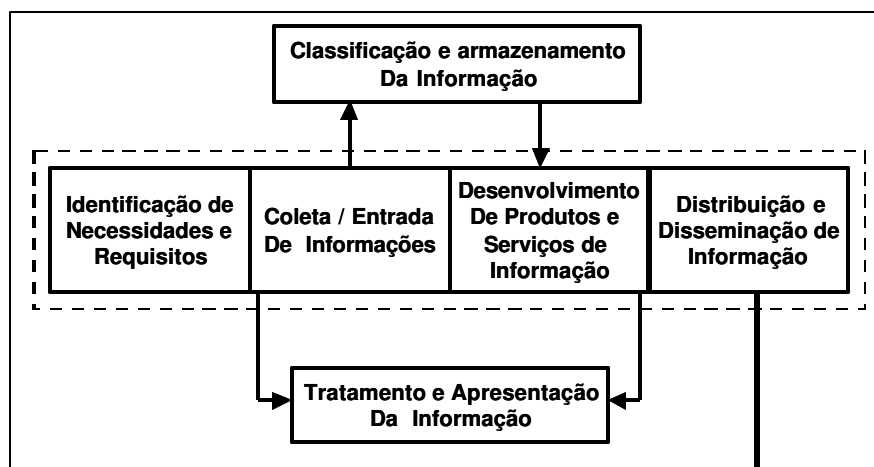 Classificação e armazenamento
Da Informação
Identificação de
Necessidades e
Requisitos
Coleta / Entrada
De Informações
Desenvolvimento
De Produtos e
Serviços de
Informação
Distribuição e
Disseminação de
Informação
Tratamento e Apresentação
Da Informação